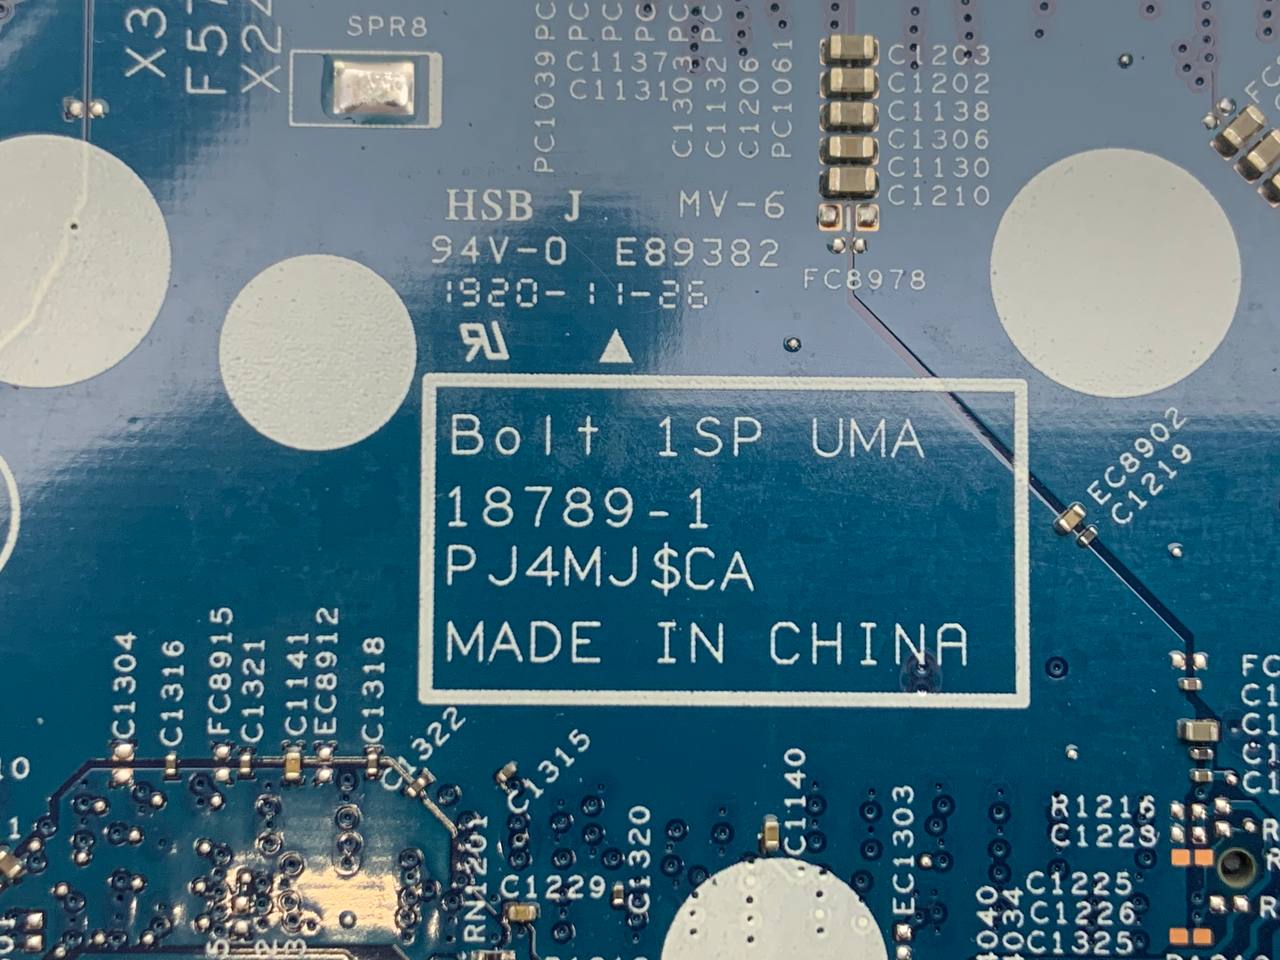 SPR8
X3
PC1039
C1137
C1131
C1303
C1132
C1206
PC1061
C1203
C1202
C1138
C1306
C1130
C1210
HSB J MV-6
94V-0 E89382
FC8978
1920-11-26
Bolt 1SP UMA
18789-1
PJ4MJ$CA
MADE IN CHINA
EC8902
C1219
C1304
C1316
FC8915
C1321
C1141
EC8912
C1318
C1322
C1315
C1140
EC1303
R1216
C1228
RN1201
C1320
C1229
C1225
C1226
C1325